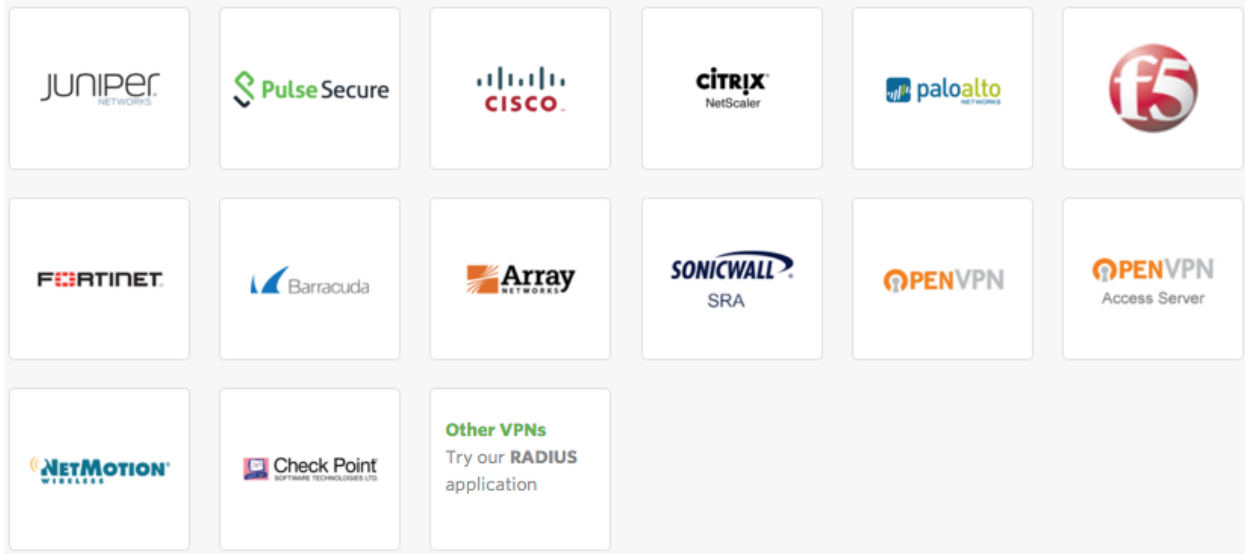 JUNIPER
NETWORKS
Pulse Secure
CISCO
CITRIX
NetScaler
paloalto
NETWORKS
f5
FORTINET
Barracuda
Array
NETWORKS
SONICWALL
SRA
OPENVPN
OPENVPN
Access Server
NETMOTION
WIRELESS
Check Point
SOFTWARE TECHNOLOGIES LTD.
Other VPNs
Try our RADIUS
application